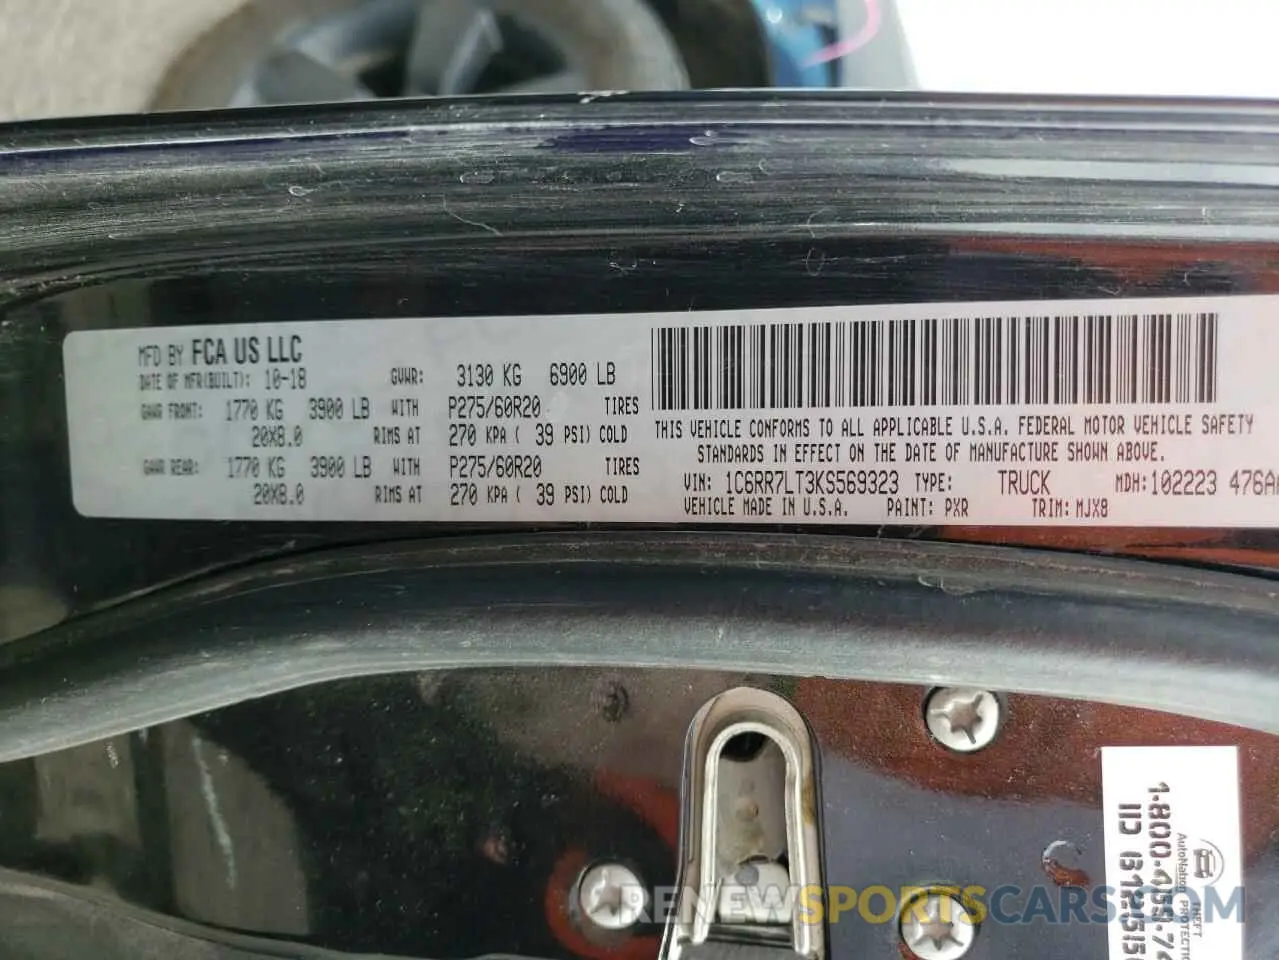 MFD BY FCA US LLC
DATE OF MFR(BUILT): 10-18 GVWR: 3130 KG 6900 LB
GAWR FRONT: 1770 KG 3900 LB WITH P275/60R20 TIRES
20X8.0 RIMS AT 270 KPA ( 39 PSI) COLD
GAWR REAR: 1770 KG 3900 LB WITH P275/60R20 TIRES
20X8.0 RIMS AT 270 KPA ( 39 PSI) COLD
THIS VEHICLE CONFORMS TO ALL APPLICABLE U.S.A. FEDERAL MOTOR VEHICLE SAFETY
STANDARDS IN EFFECT ON THE DATE OF MANUFACTURE SHOWN ABOVE.
VIN: 1C6RR7LT3KS569323 TYPE: TRUCK MDH:102223 476A
VEHICLE MADE IN U.S.A. PAINT: PXR TRIM: MJX8
AutoNation THEFT
PROTECTION
RENEWSPORTSCARS.COM